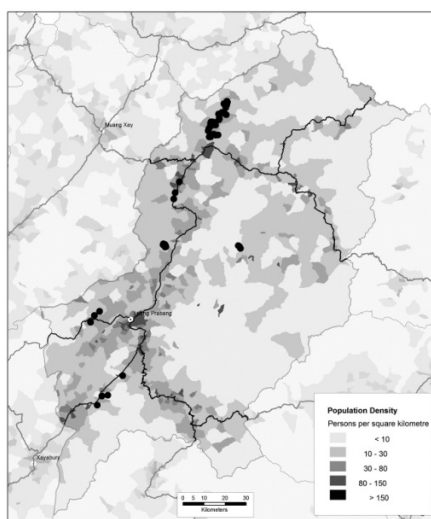 Muang Xay
Luang Prabang
Xayabury
Population Density
Persons per square kilometre
< 10
10 - 30
30 - 80
80 - 150
> 150
0 5 10 20 30
Kilometers